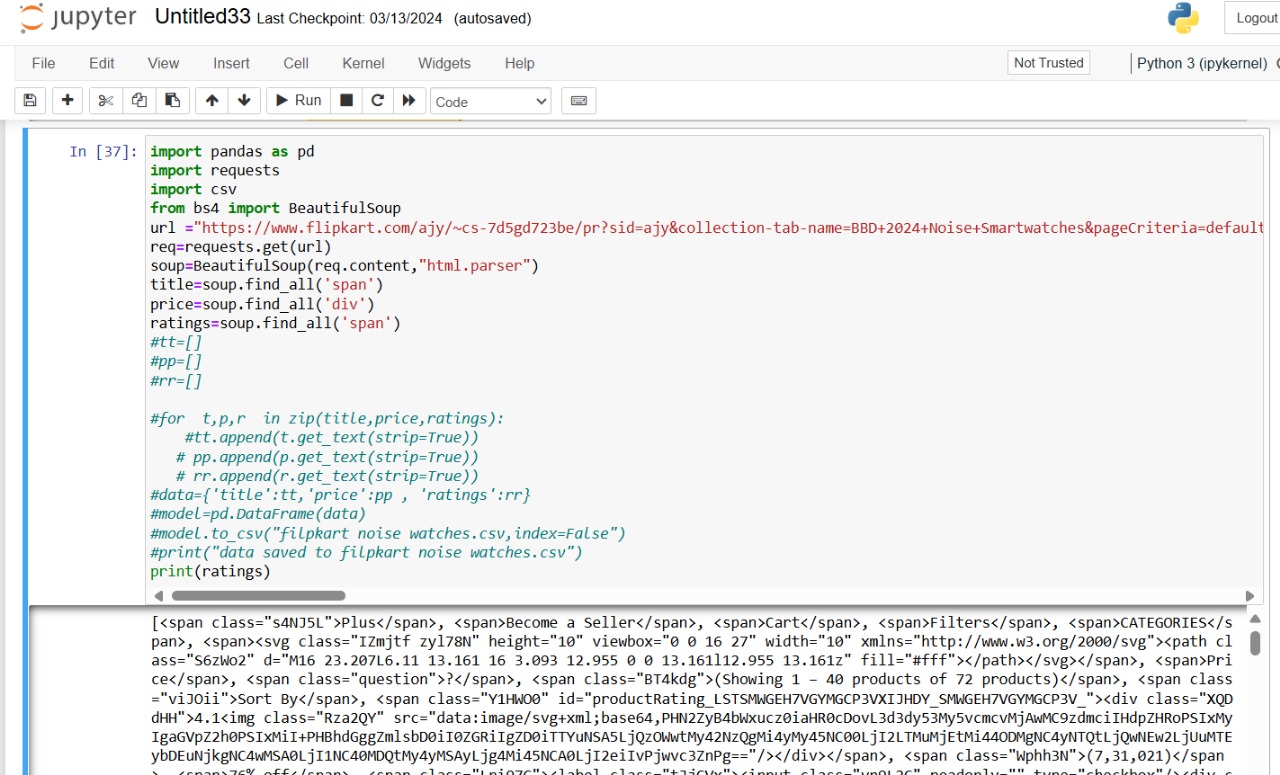 jupyter Untitled33 Last Checkpoint: 03/13/2024 (autosaved) Logout
File Edit View Insert Cell Kernel Widgets Help Not Trusted Python 3 (ipykernel)
Run Code
In [37]: import pandas as pd
import requests
import csv
from bs4 import BeautifulSoup
url ="https://www.flipkart.com/ajy/~cs-7d5gd723be/pr?sid=ajy&collection-tab-name=BBD+2024+Noise+Smartwatches&pageCriteria=default
req=requests.get(url)
soup=BeautifulSoup(req.content,"html.parser")
title=soup.find_all('span')
price=soup.find_all('div')
ratings=soup.find_all('span')
#tt=[]
#pp=[]
#rr=[]
#for  t,p,r  in zip(title,price,ratings):
    #tt.append(t.get_text(strip=True))
   # pp.append(p.get_text(strip=True))
   # rr.append(r.get_text(strip=True))
#data={'title':tt,'price':pp , 'ratings':rr}
#model=pd.DataFrame(data)
#model.to_csv("filpkart noise watches.csv,index=False")
#print("data saved to filpkart noise watches.csv")
print(ratings)
[<span class="s4NJ5L">Plus</span>, <span>Become a Seller</span>, <span>Cart</span>, <span>Filters</span>, <span>CATEGORIES</s
pan>, <span><svg class="IZmjtf zyl78N" height="10" viewbox="0 0 16 27" width="10" xmlns="http://www.w3.org/2000/svg"><path cl
ass="S6zWo2" d="M16 23.207L6.11 13.161 16 3.093 12.955 0 0 13.161l12.955 13.161z" fill="#fff"></path></svg></span>, <span>Pri
ce</span>, <span class="question">?</span>, <span class="BT4kdg">(Showing 1 – 40 products of 72 products)</span>, <span class
="viJOii">Sort By</span>, <span class="Y1HWO0" id="productRating_LSTSMWGEH7VGYMGCP3VXIJHDY_SMWGEH7VGYMGCP3V_"><div class="XQD
dHH">4.1<img class="Rza2QY" src="data:image/svg+xml;base64,PHN2ZyB4bWxucz0iaHR0cDovL3d3dy53My5vcmcvMjAwMC9zdmciIHdpZHRoPSIxMy
IgaGVpZ2h0PSIxMiI+PHBhdGggZmlsbD0iI0ZGRiIgZD0iTTYuNSA5LjQzOWwtMy42NzQgMi4yMy45NC00LjI2LTMuMjEtMi44ODMgNC4yNTQtLjQwNEw2LjUuMTE
ybDEuNjkgNC4wMSA0LjI1NC40MDQtMy4yMSAyLjg4Mi45NCA0LjI2eiIvPjwvc3ZnPg=="/></div></span>, <span class="Wphh3N">(7,31,021)</span